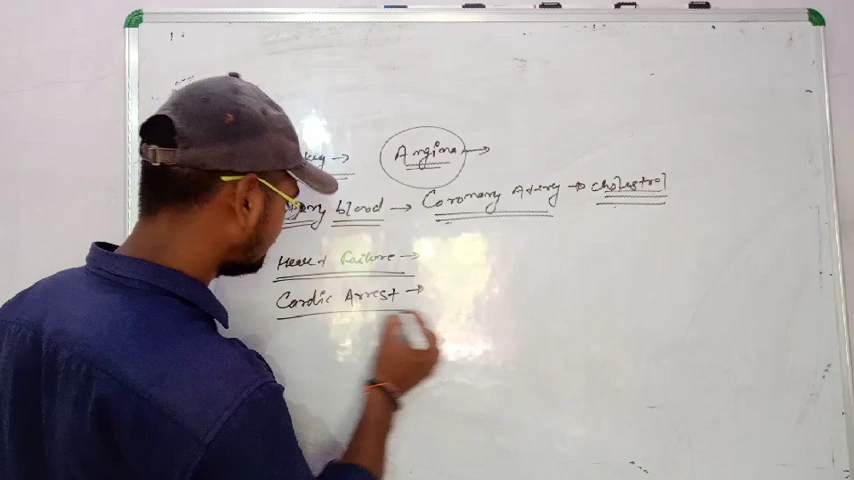 Angina →
blood → Coronary Artery → cholestrol
Heart Failure →
Cardic Arrest →